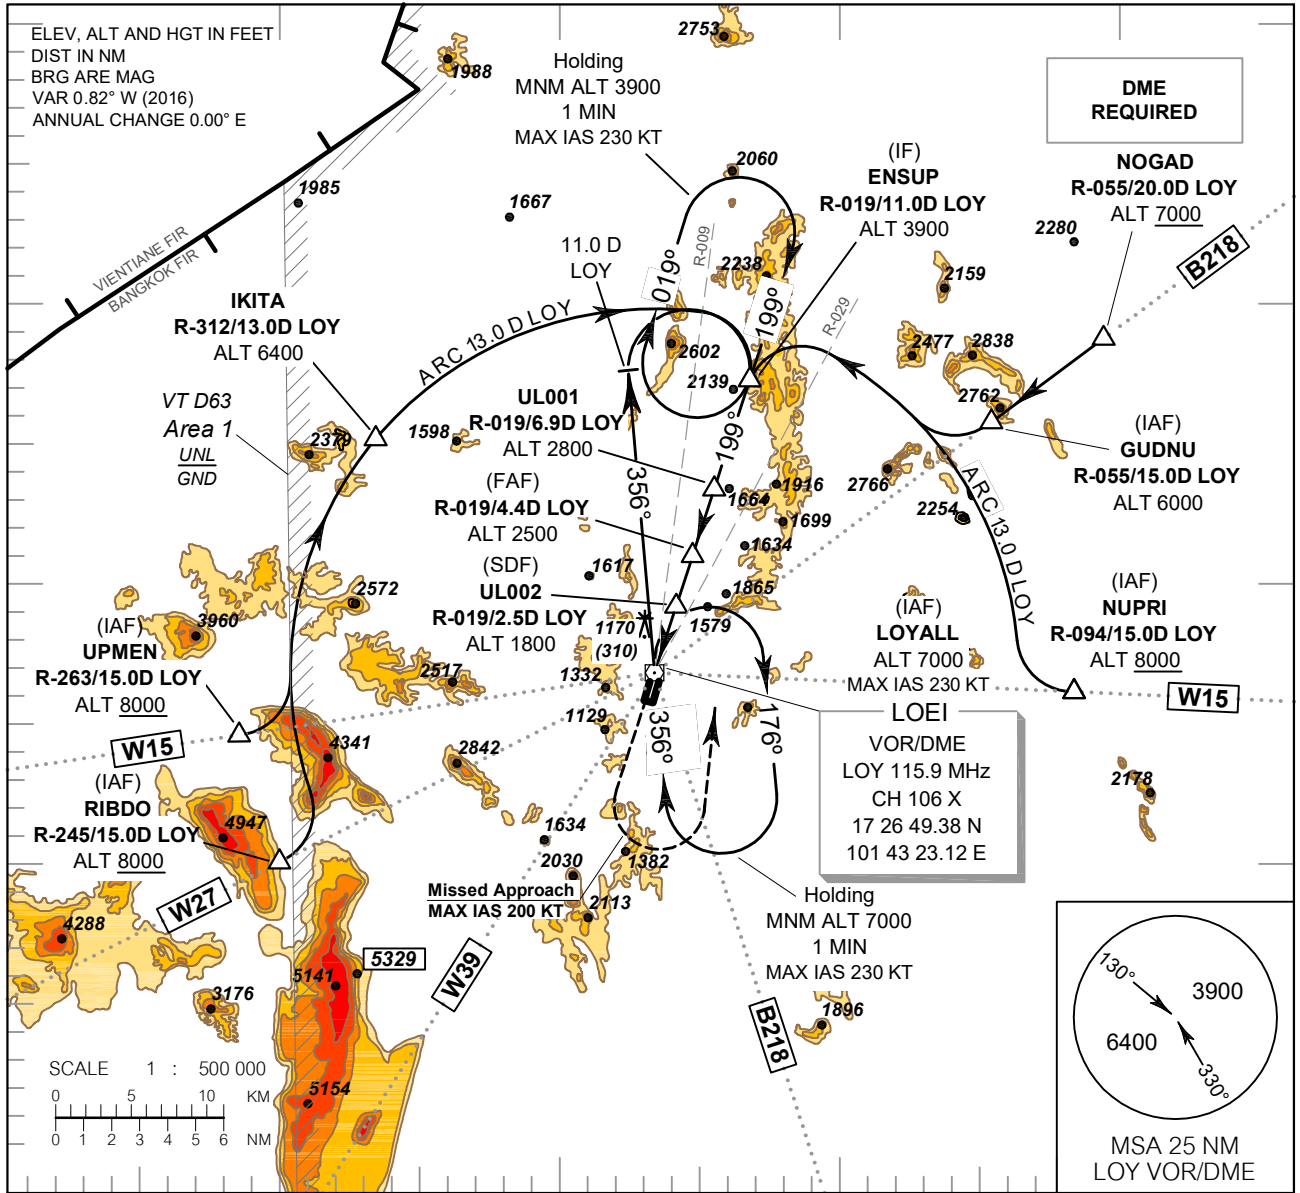 ELEV, ALT AND HGT IN FEET
DIST IN NM
BRG ARE MAG
VAR 0.82° W (2016)
ANNUAL CHANGE 0.00° E
1988
2753
Holding
MNM ALT 3900
1 MIN
MAX IAS 230 KT
DME
REQUIRED
2060
(IF)
ENSUP
R-019/11.0D LOY
ALT 3900
NOGAD
R-055/20.0D LOY
ALT 7000
2280
B218
1985
1667
VIENTIANE FIR
BANGKOK FIR
11.0 D
LOY
019°
R-009
2238
199°
R-029
2159
IKITA
R-312/13.0D LOY
ALT 6400
ARC 13.0 D LOY
2602
2139
2477
2838
2762
VT D63
Area 1
UNL
GND
2379
1598
UL001
R-019/6.9D LOY
ALT 2800
199°
356°
(IAF)
GUDNU
R-055/15.0D LOY
ALT 6000
(FAF)
R-019/4.4D LOY
ALT 2500
1664
1916
1699
1634
2766
2254
ARC 13.0 D LOY
(SDF)
UL002
R-019/2.5D LOY
ALT 1800
1617
1865
1579
1170
(310)
1332
1129
2572
3960
2517
(IAF)
UPMEN
R-263/15.0D LOY
ALT 8000
(IAF)
LOYALL
ALT 7000
MAX IAS 230 KT
(IAF)
NUPRI
R-094/15.0D LOY
ALT 8000
W15
W15
356°
176°
LOEI
VOR/DME
LOY 115.9 MHz
CH 106 X
17 26 49.38 N
101 43 23.12 E
4341
2842
2178
(IAF)
RIBDO
R-245/15.0D LOY
ALT 8000
4947
1634
2030
1382
2113
Missed Approach
MAX IAS 200 KT
W27
W39
B218
Holding
MNM ALT 7000
1 MIN
MAX IAS 230 KT
4288
5329
5141
3176
1896
5154
SCALE 1 : 500 000
0 5 10 KM
0 1 2 3 4 5 6 NM
130°
3900
6400
330°
MSA 25 NM
LOY VOR/DME